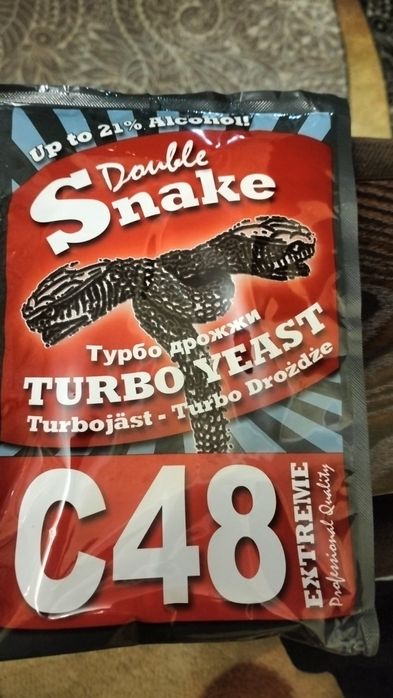 Up to 21% Alcohol!
Double
Snake
Турбо дрожжи
TURBO YEAST
Turbojäst - Turbo Drożdże
C48
EXTREME
Professional Quality